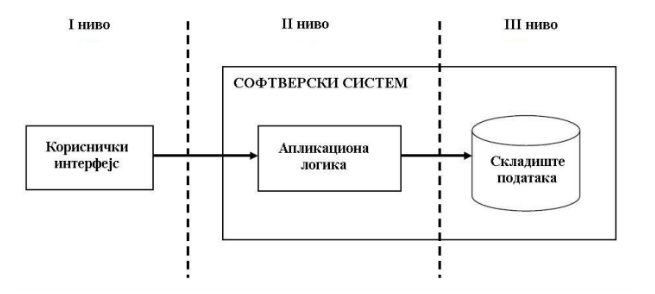 I ниво
II ниво
III ниво
СОФТВЕРСКИ СИСТЕМ
Кориснички
интерфејс
Апликациона
логика
Складиште
података